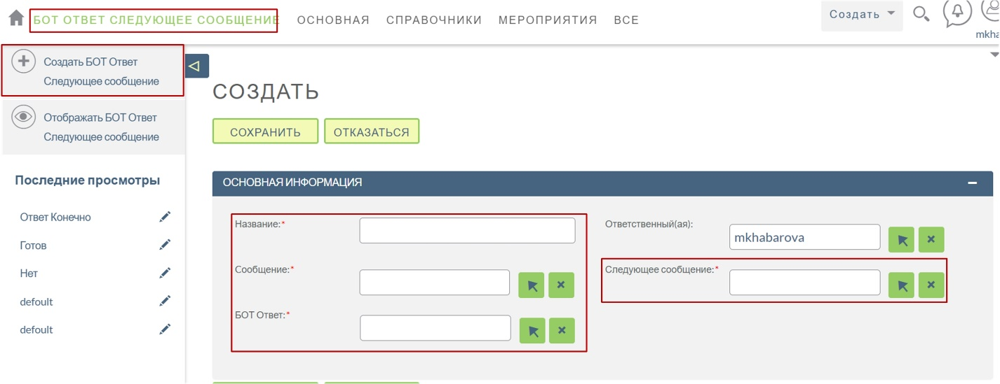 БОТ ОТВЕТ СЛЕДУЮЩЕЕ СООБЩЕНИЕ ОСНОВНАЯ СПРАВОЧНИКИ МЕРОПРИЯТИЯ ВСЕ Создать
mkha
Создать БОТ Ответ
Следующее сообщение
Отображать БОТ Ответ
Следующее сообщение
Последние просмотры
Ответ Конечно
Готов
Нет
defoult
defoult
СОЗДАТЬ
СОХРАНИТЬ ОТКАЗАТЬСЯ
ОСНОВНАЯ ИНФОРМАЦИЯ
Название:* Ответственный(ая): mkhabarova
Сообщение:* Следующее сообщение:*
БОТ Ответ:*